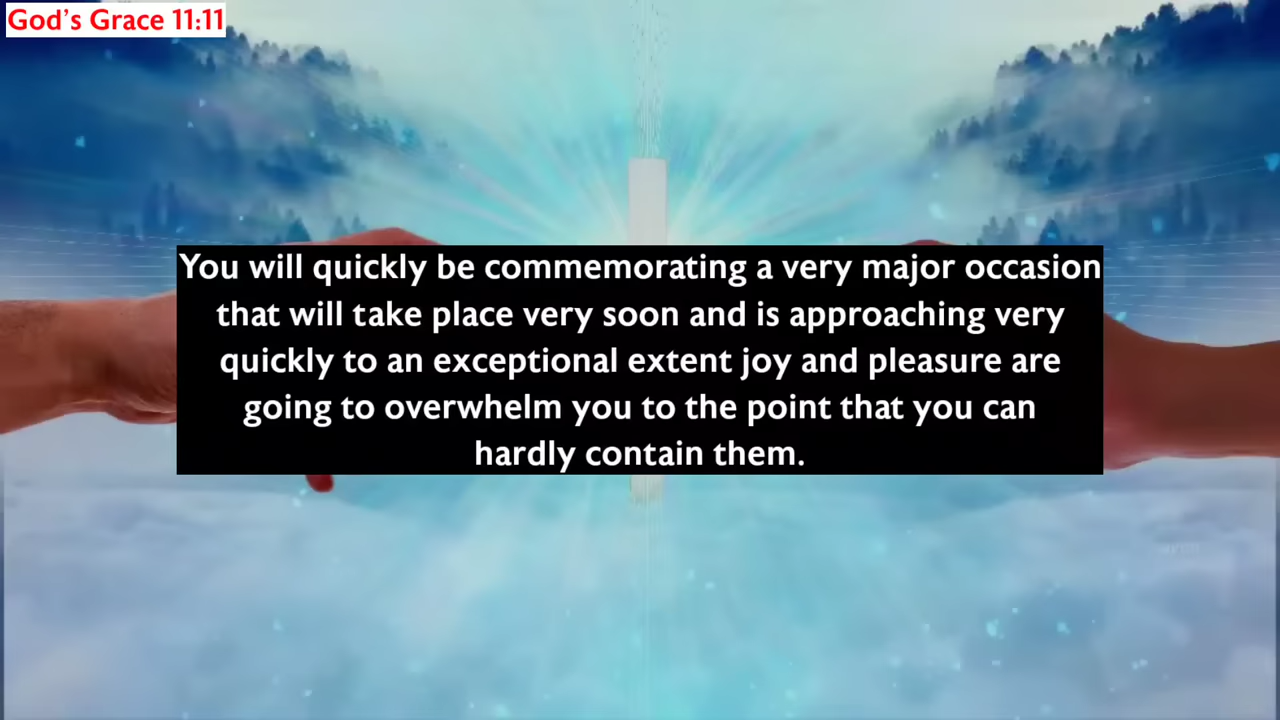 God's Grace 11:11
You will quickly be commemorating a very major occasion
that will take place very soon and is approaching very
quickly to an exceptional extent joy and pleasure are
going to overwhelm you to the point that you can
hardly contain them.